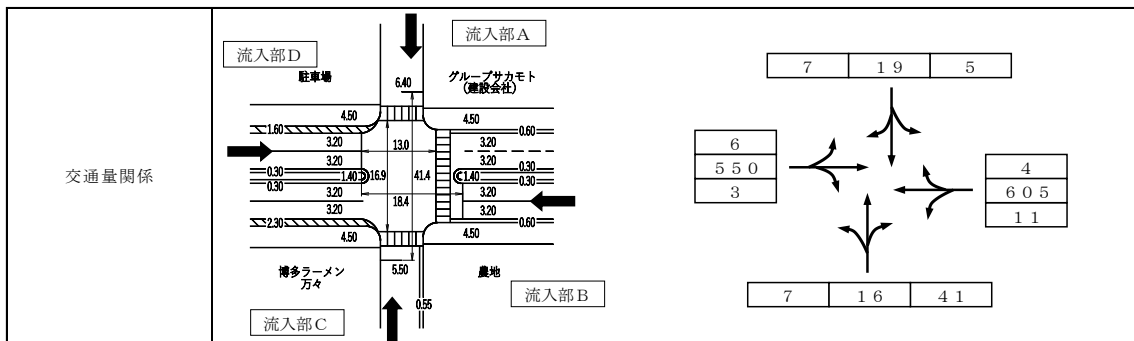 交通量関係
流入部A
流入部D
駐車場
6.40
グループサカモト
(建設会社)
4.50
4.50
1.60
0.60
3.20
13.0
3.20
3.20
3.20
0.30
0.30
1.40
16.9
41.4
1.40
0.30
0.30
3.20
18.4
3.20
3.20
3.20
2.30
0.60
4.50
4.50
博多ラーメン
万々
5.50
農地
0.55
流入部B
流入部C
7 19 5
6
550
3
4
605
11
7 16 41